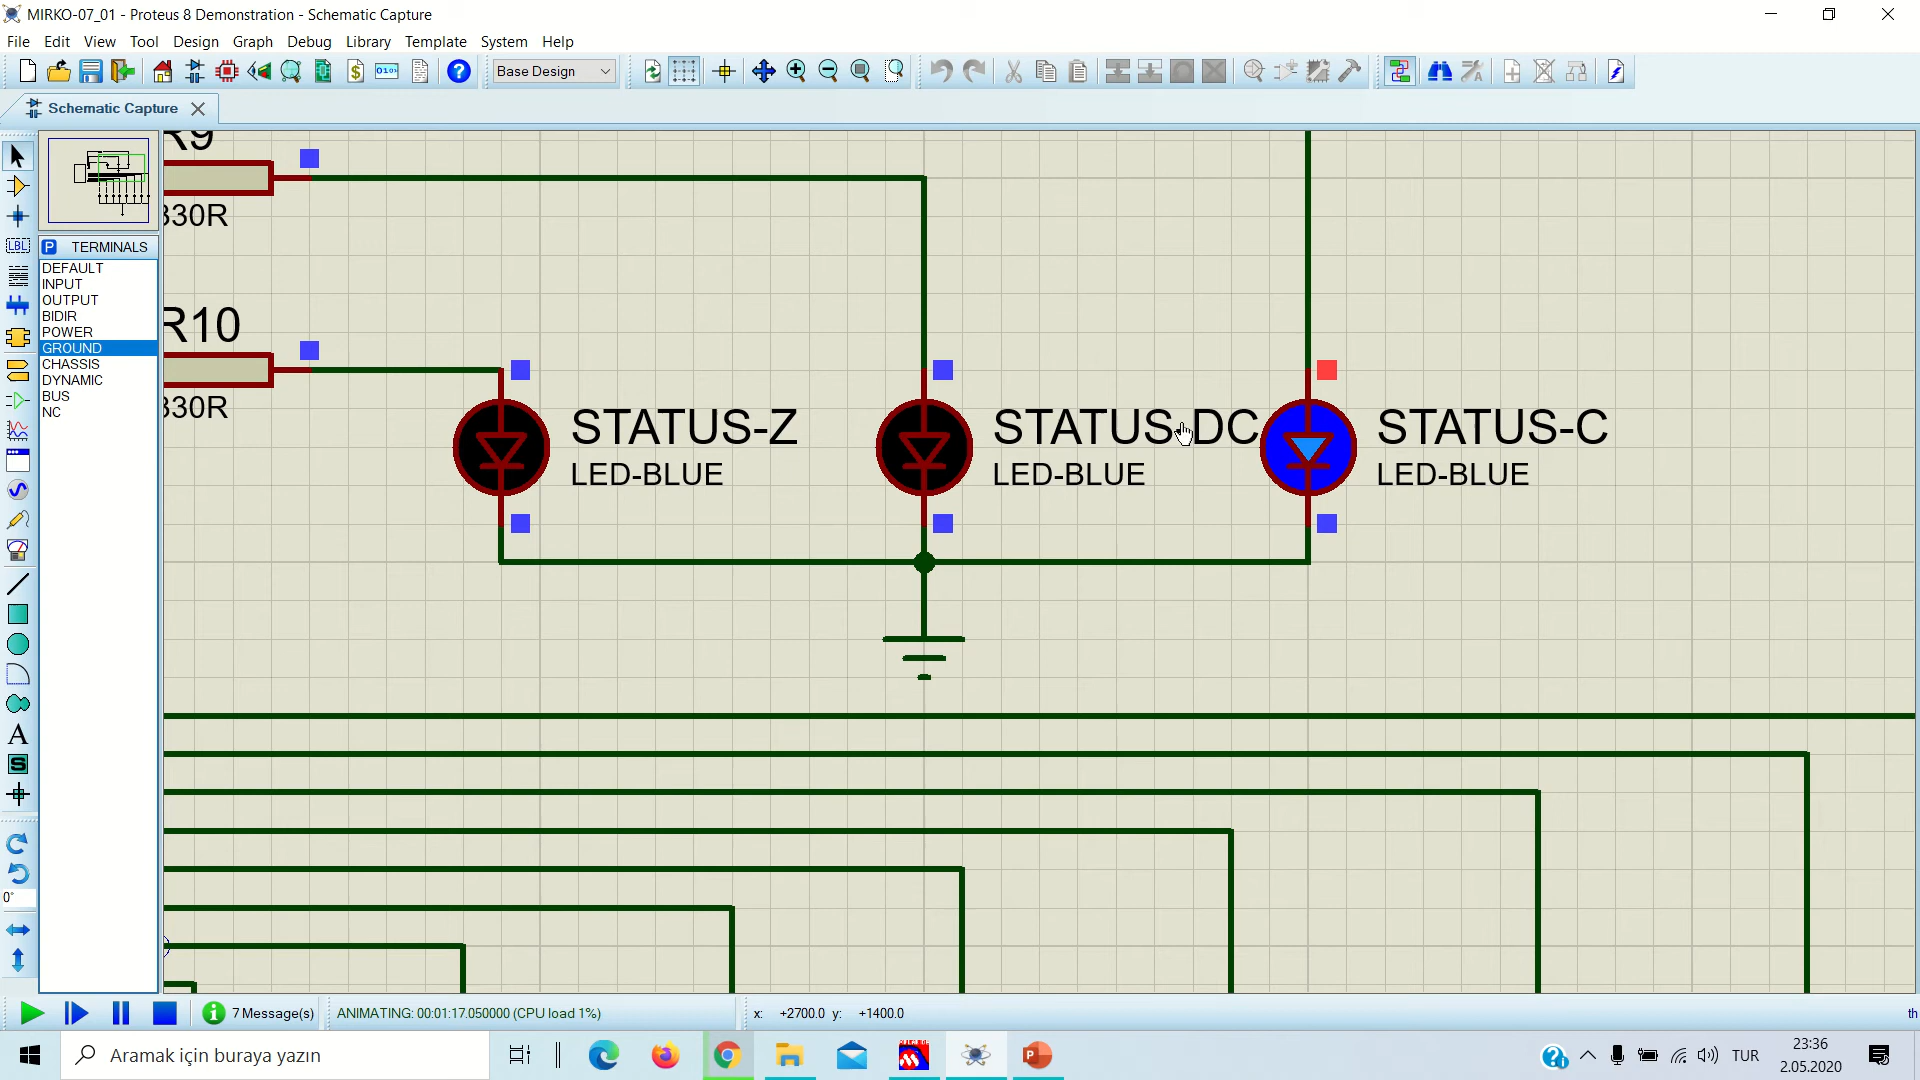 MIRKO-07_01 - Proteus 8 Demonstration - Schematic Capture
File Edit View Tool Design Graph Debug Library Template System Help
Base Design
Schematic Capture
R9
330R
R10
330R
STATUS-Z
LED-BLUE
STATUS-DC
LED-BLUE
STATUS-C
LED-BLUE
P TERMINALS
DEFAULT
INPUT
OUTPUT
BIDIR
POWER
GROUND
CHASSIS
DYNAMIC
BUS
NC
LBL
A
S
0°
7 Message(s)
ANIMATING: 00:01:17.050000 (CPU load 1%)
x: +2700.0 y: +1400.0
th
Aramak için buraya yazın
TUR
23:36
2.05.2020